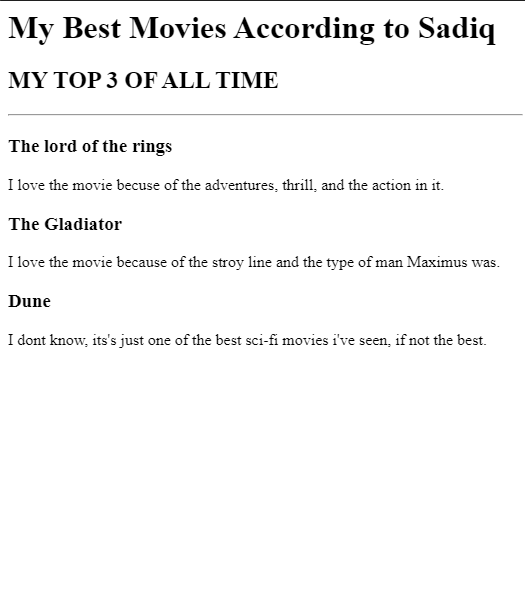 My Best Movies According to Sadiq
MY TOP 3 OF ALL TIME
The lord of the rings
I love the movie becuse of the adventures, thrill, and the action in it.
The Gladiator
I love the movie because of the stroy line and the type of man Maximus was.
Dune
I dont know, its's just one of the best sci-fi movies i've seen, if not the best.